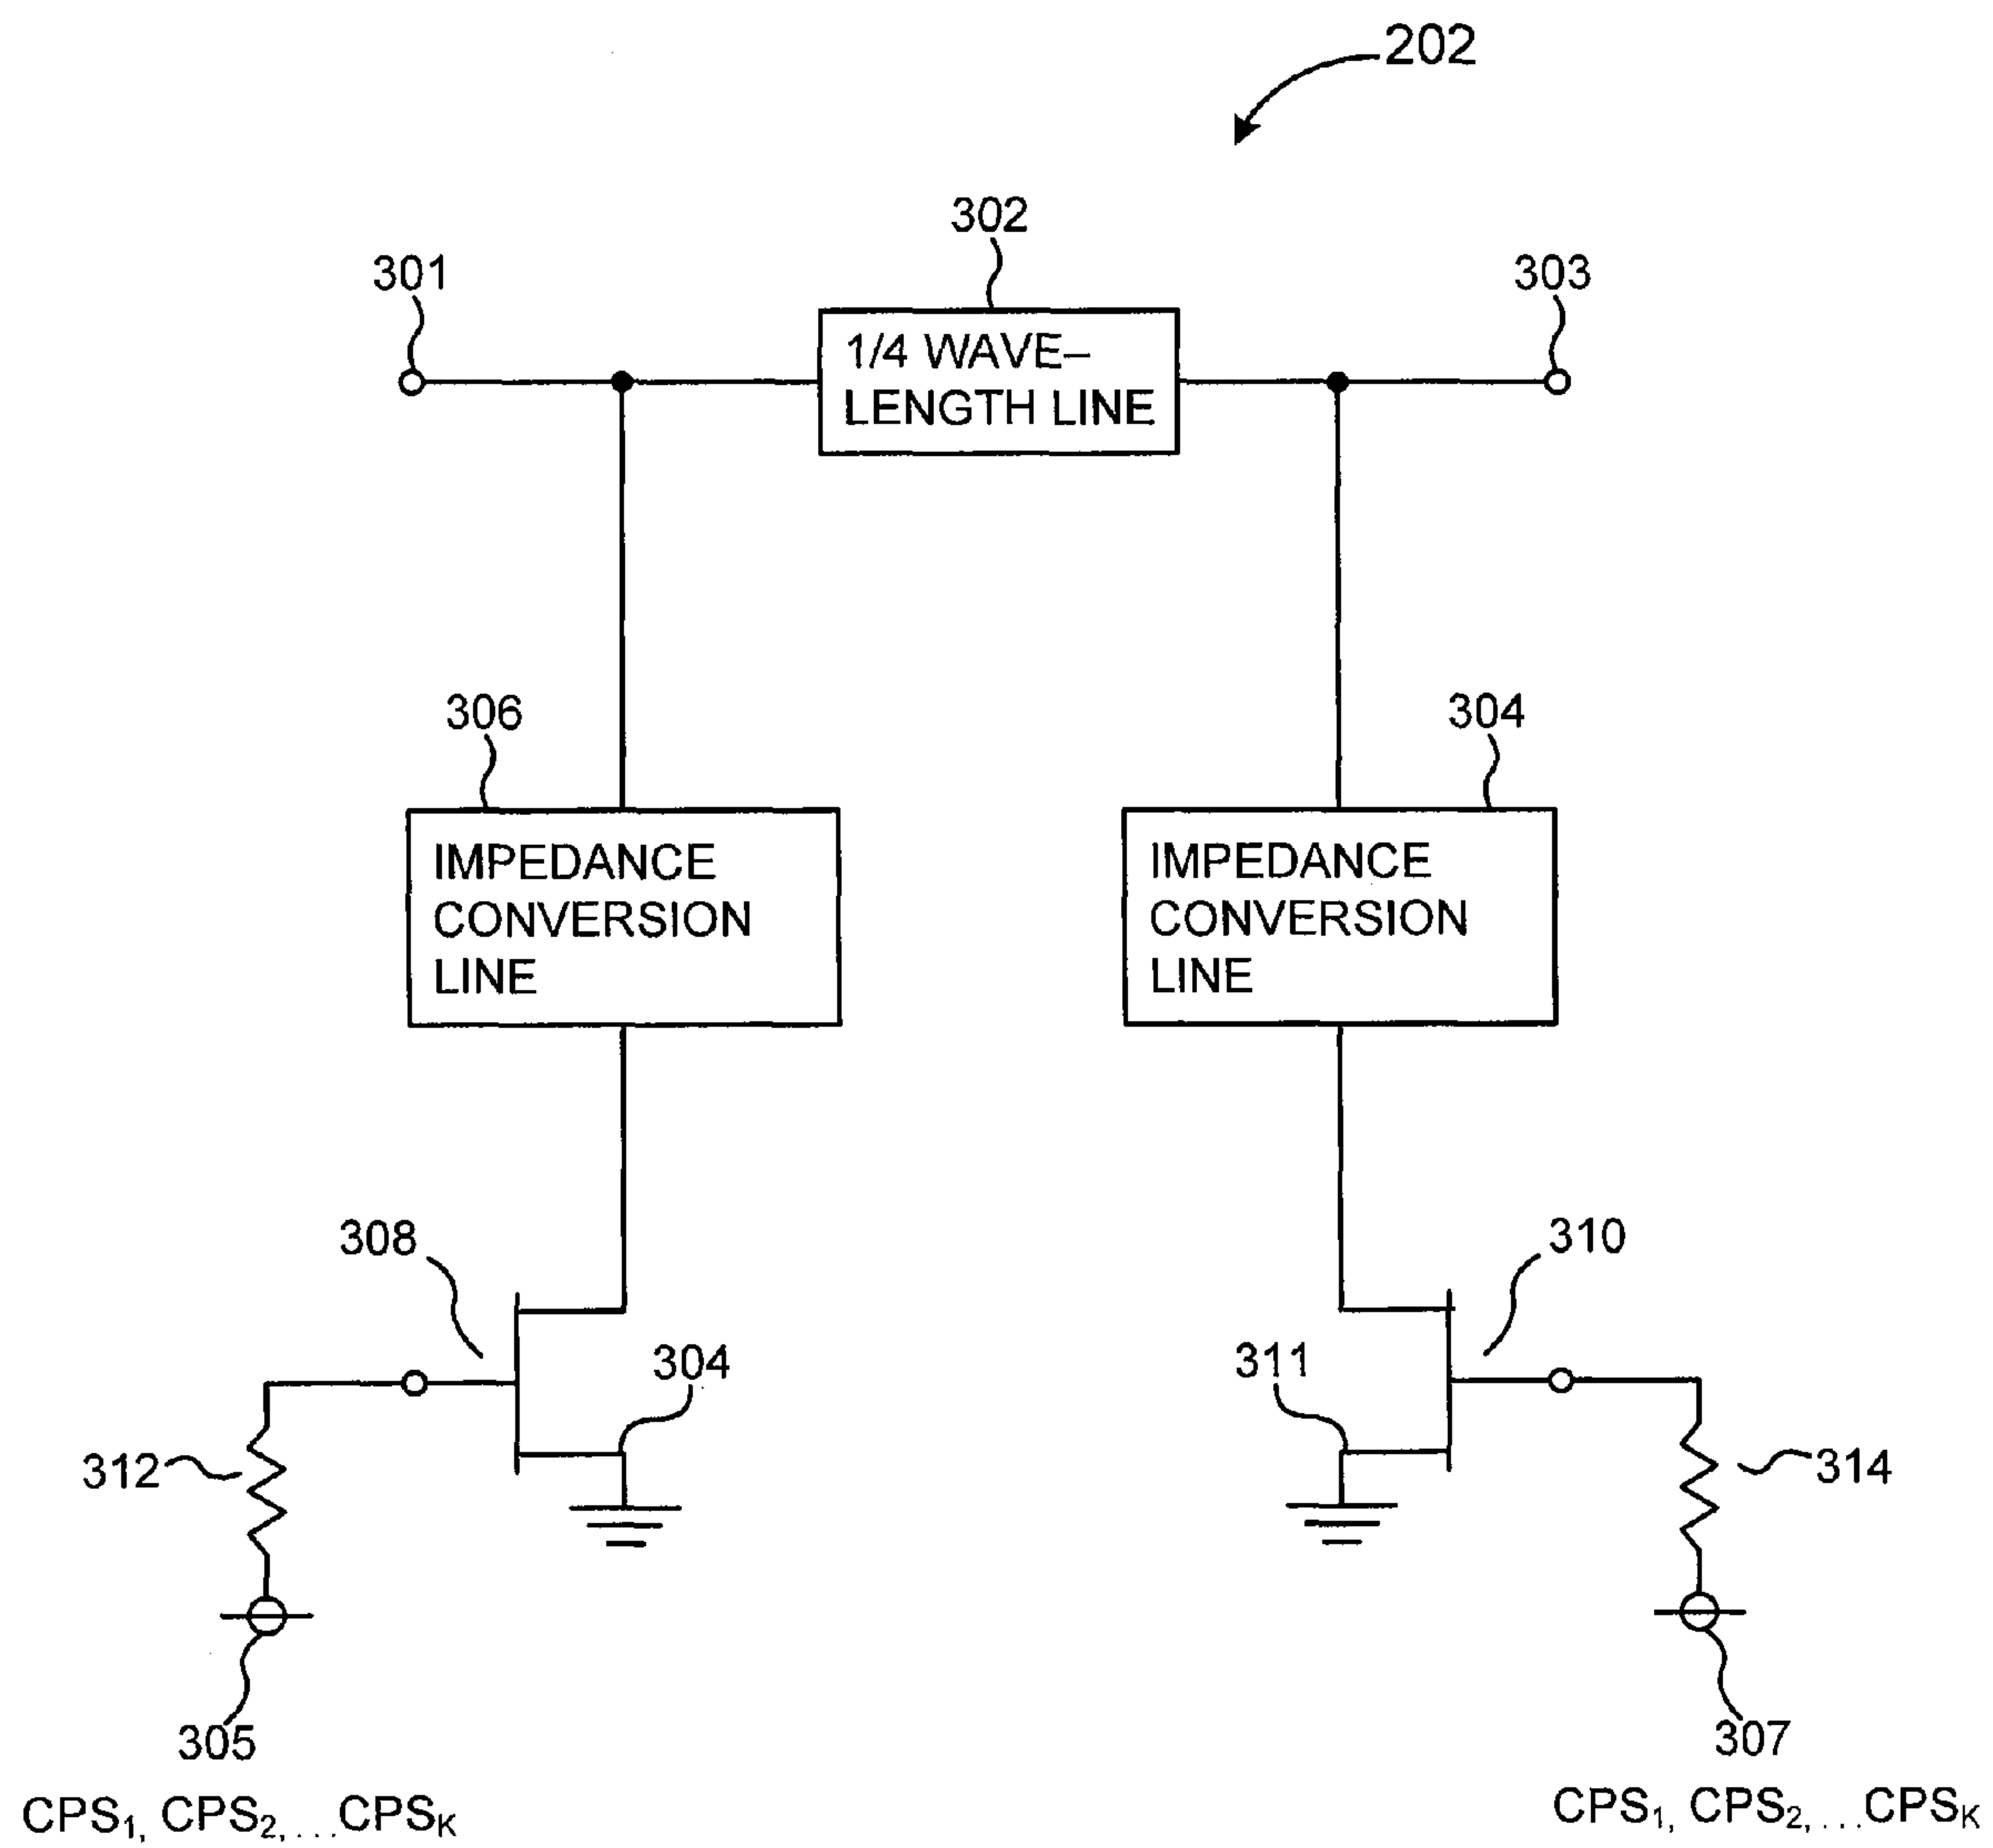 202
302
301
303
1/4 WAVE–
LENGTH LINE
306
304
IMPEDANCE
CONVERSION
LINE
IMPEDANCE
CONVERSION
LINE
308
310
304
311
312
314
305
307
CPS₁, CPS₂, ...CPSₖ
CPS₁, CPS₂, ...CPSₖ